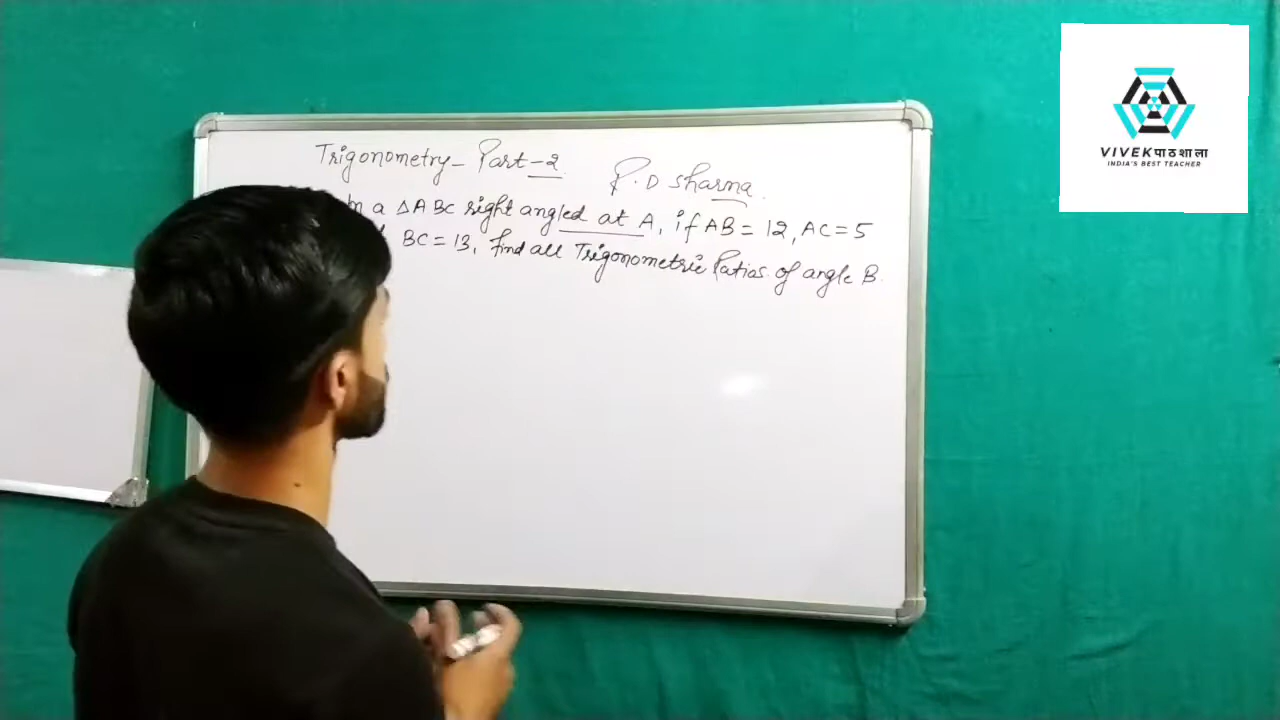 Trigonometry - Part - 2
R.D Sharma
In a ΔABC right angled at A, if AB = 12, AC = 5
BC = 13, find all Trigonometric Ratios of angle B.
VIVEKपाठशाला
INDIA'S BEST TEACHER